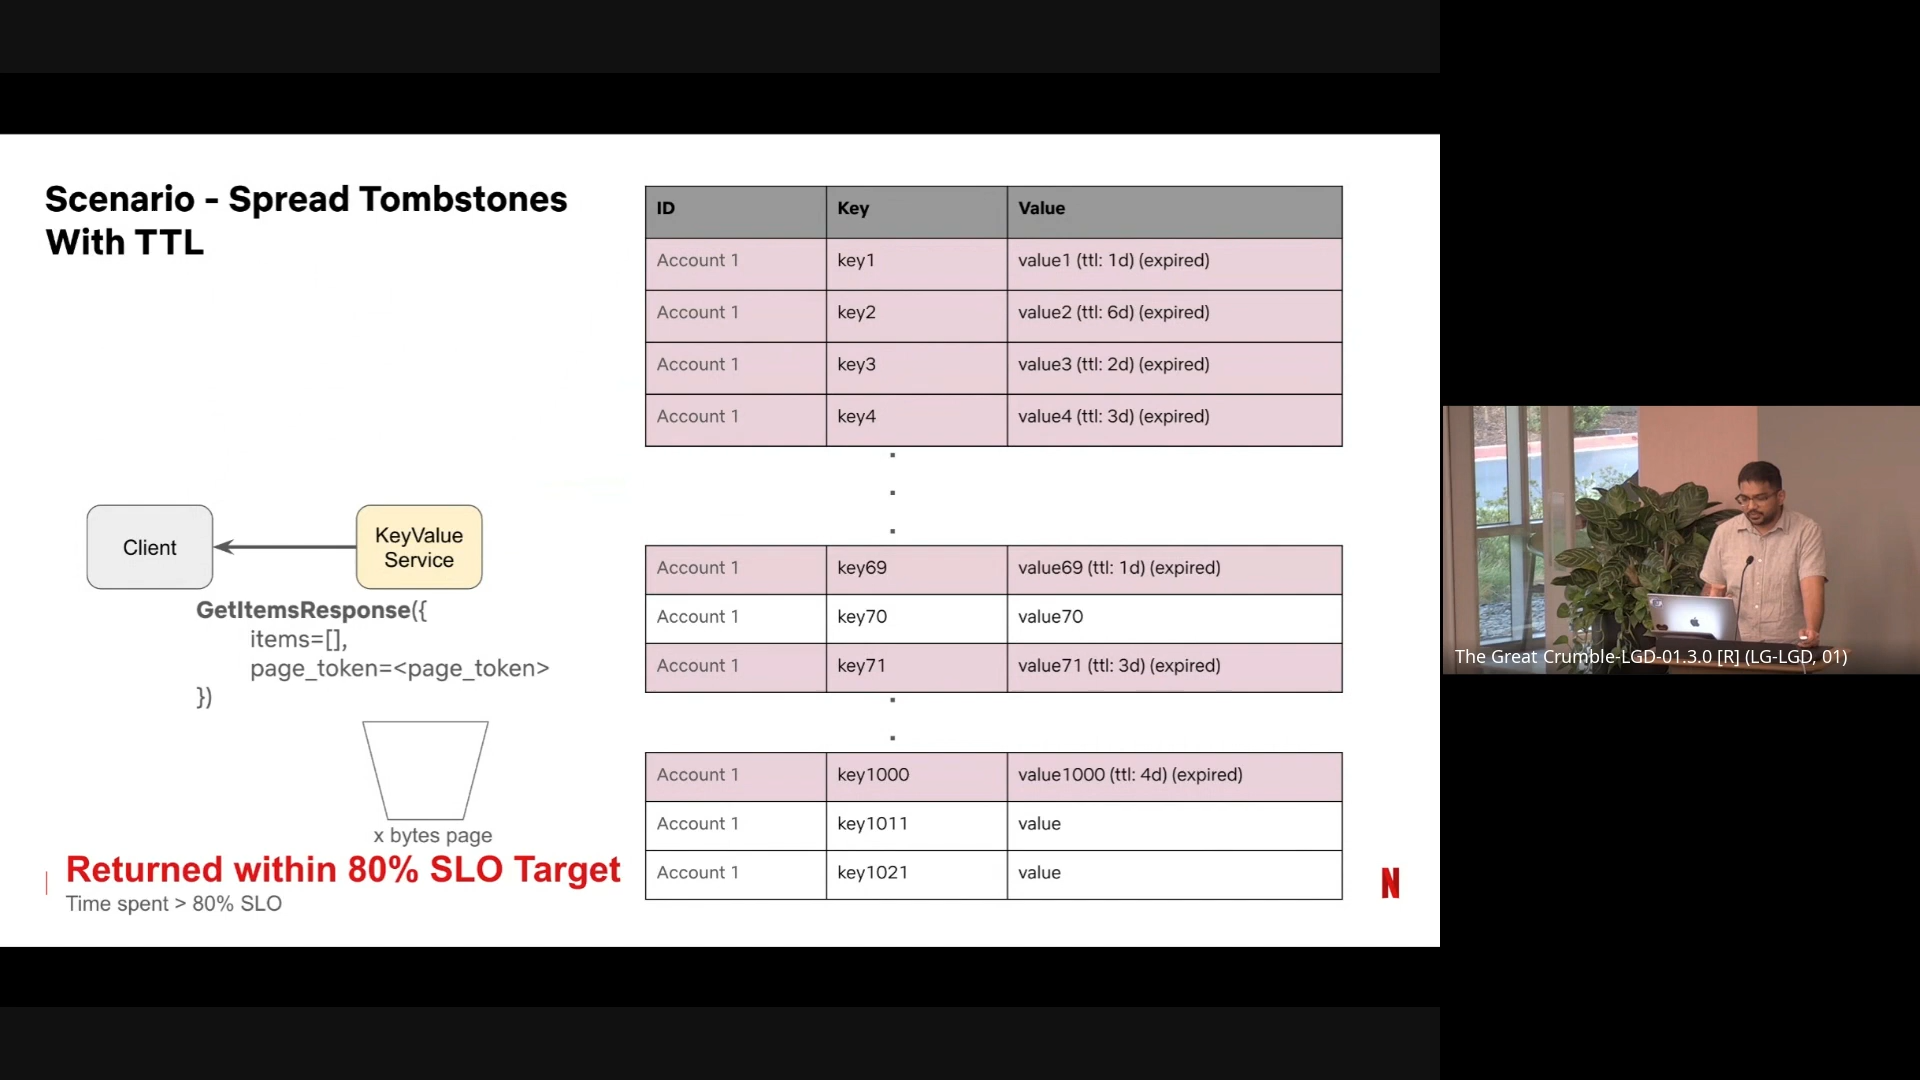 Scenario - Spread Tombstones
With TTL
ID Key Value
Account 1 key1 value1 (ttl: 1d) (expired)
Account 1 key2 value2 (ttl: 6d) (expired)
Account 1 key3 value3 (ttl: 2d) (expired)
Account 1 key4 value4 (ttl: 3d) (expired)
Account 1 key69 value69 (ttl: 1d) (expired)
Account 1 key70 value70
Account 1 key71 value71 (ttl: 3d) (expired)
Account 1 key1000 value1000 (ttl: 4d) (expired)
Account 1 key1011 value
Account 1 key1021 value
Client
KeyValue
Service
GetItemsResponse({
items=[],
page_token=<page_token>
})
x bytes page
Returned within 80% SLO Target
Time spent > 80% SLO
N
The Great Crumble-LGD-01.3.0 [R] (LG-LGD, 01)